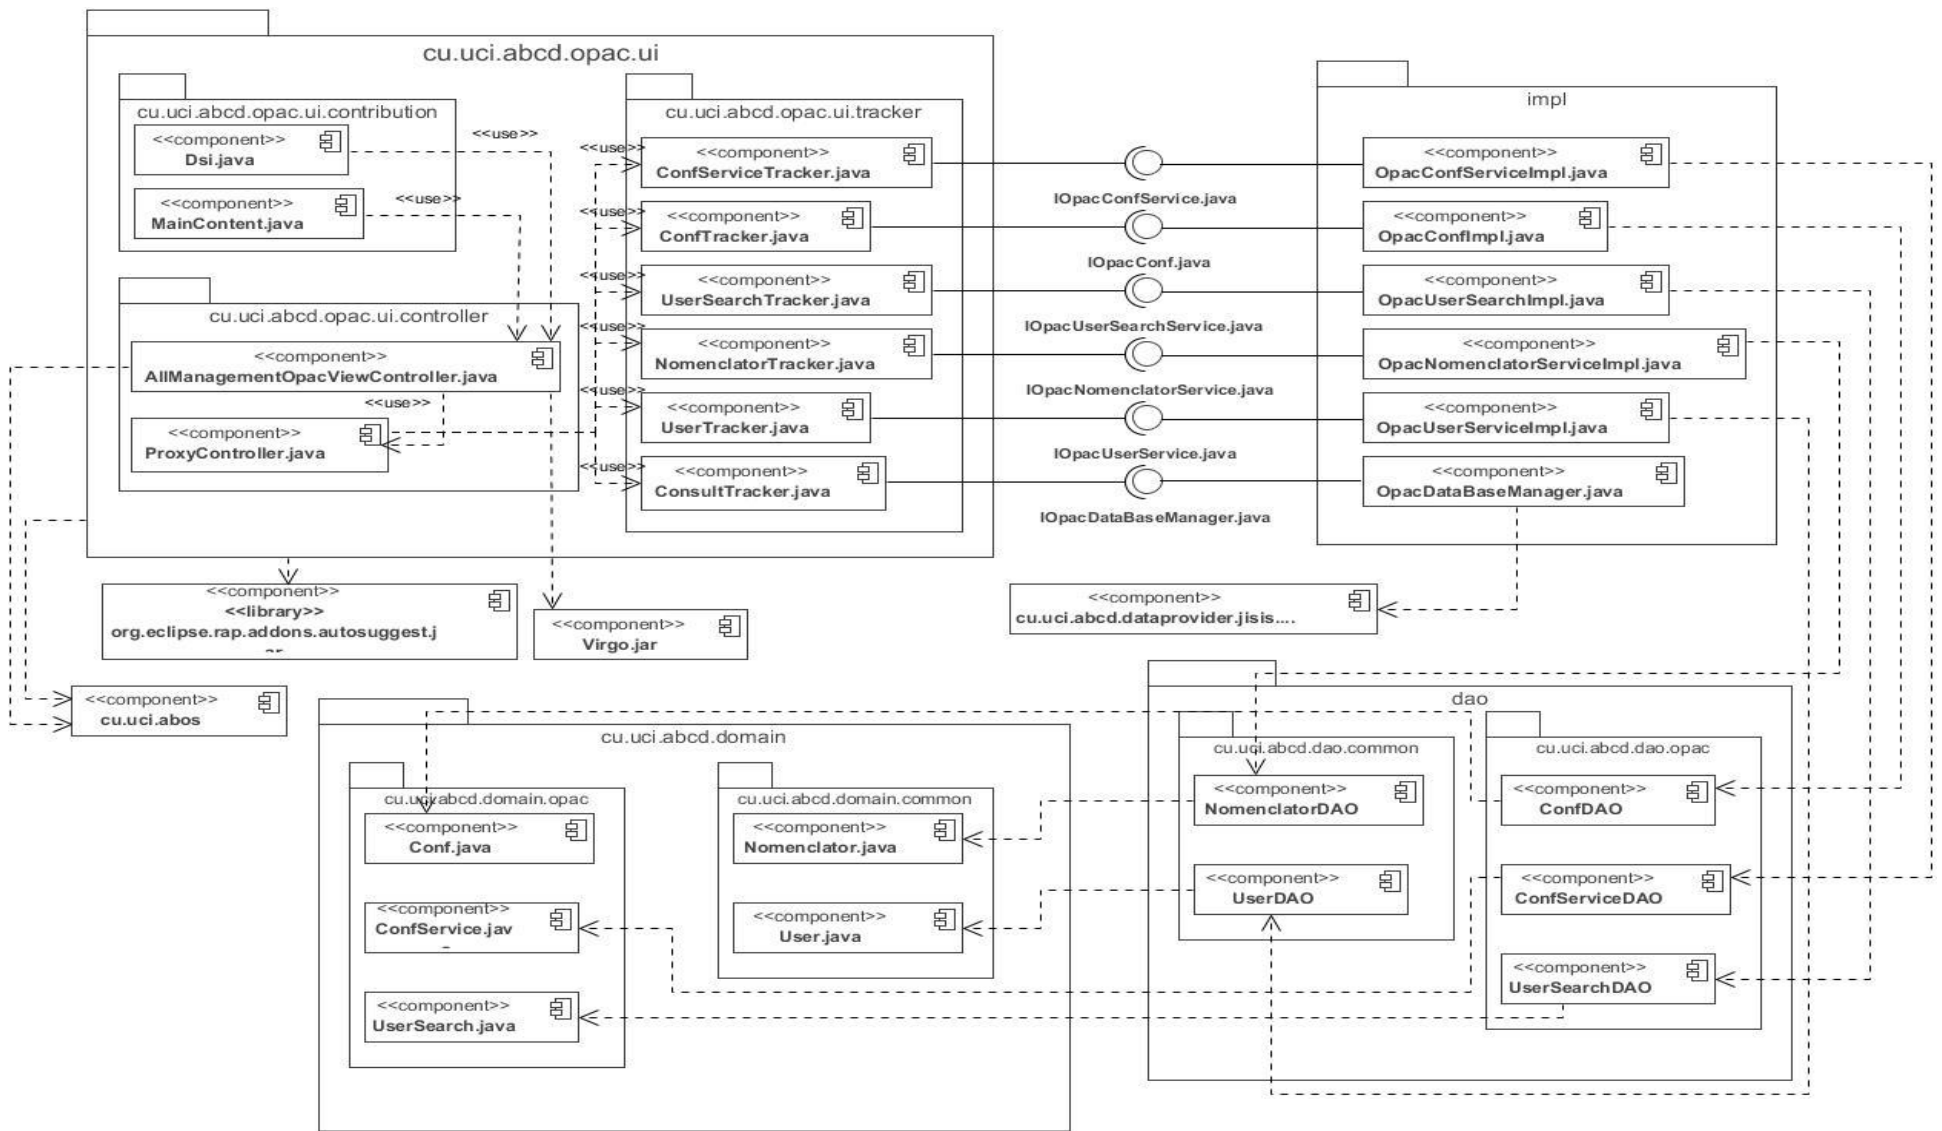 cu.uci.abcd.opac.ui
cu.uci.abcd.opac.ui.contribution
<<component>>
Dsi.java
<<use>>
<<component>>
MainContent.java
<<use>>
cu.uci.abcd.opac.ui.controller
<<component>>
AllManagementOpacViewController.java
<<use>>
<<component>>
ProxyController.java
cu.uci.abcd.opac.ui.tracker
<<use>>
<<component>>
ConfServiceTracker.java
<<use>>
<<component>>
ConfTracker.java
<<use>>
<<component>>
UserSearchTracker.java
<<use>>
<<component>>
NomenclatorTracker.java
<<use>>
<<component>>
UserTracker.java
<<use>>
<<component>>
ConsultTracker.java
IOpacConfService.java
IOpacConf.java
IOpacUserSearchService.java
IOpacNomenclatorService.java
IOpacUserService.java
IOpacDataBaseManager.java
impl
<<component>>
OpacConfServiceImpl.java
<<component>>
OpacConfImpl.java
<<component>>
OpacUserSearchImpl.java
<<component>>
OpacNomenclatorServiceImpl.java
<<component>>
OpacUserServiceImpl.java
<<component>>
OpacDataBaseManager.java
<<component>>
<<library>>
org.eclipse.rap.addons.autosuggest.j
<<component>>
Virgo.jar
<<component>>
cu.uci.abcd.dataprovider.jisis....
<<component>>
cu.uci.abos
cu.uci.abcd.domain
cu.uci.abcd.domain.opac
<<component>>
Conf.java
<<component>>
ConfService.jav
<<component>>
UserSearch.java
cu.uci.abcd.domain.common
<<component>>
Nomenclator.java
<<component>>
User.java
dao
cu.uci.abcd.dao.common
<<component>>
NomenclatorDAO
<<component>>
UserDAO
cu.uci.abcd.dao.opac
<<component>>
ConfDAO
<<component>>
ConfServiceDAO
<<component>>
UserSearchDAO